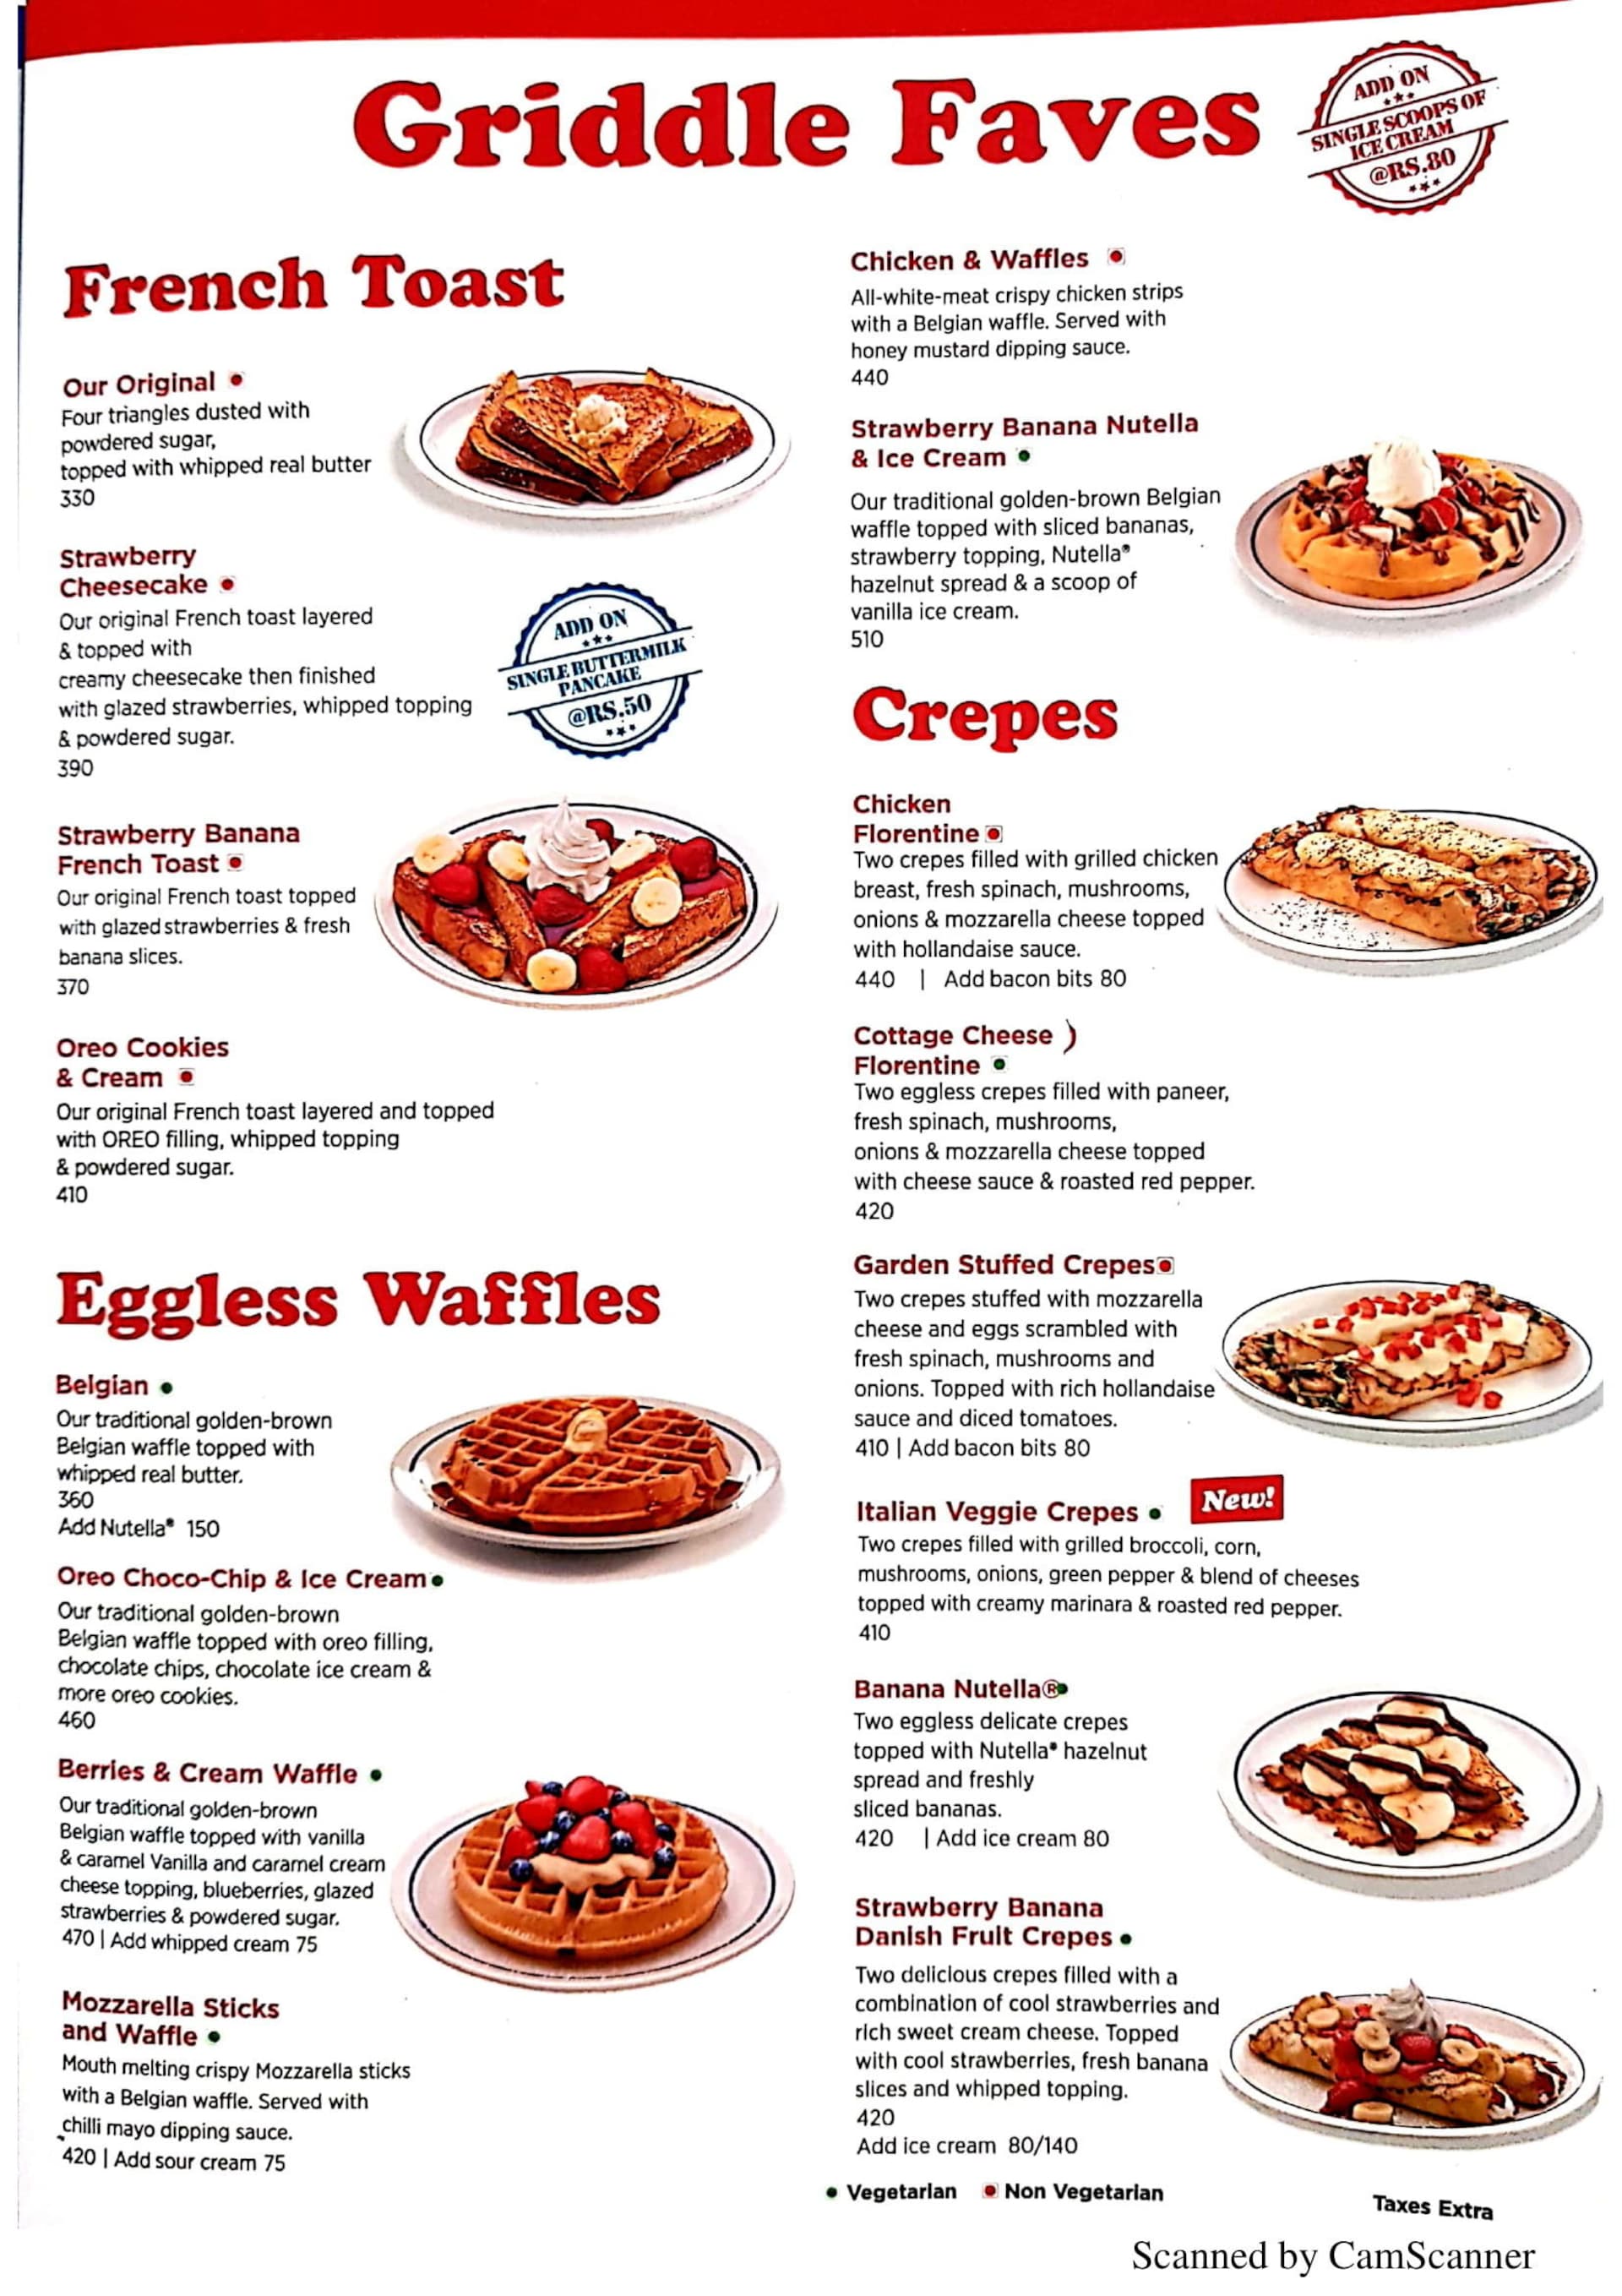 Griddle Faves
ADD ON
SINGLE SCOOPS OF
ICE CREAM
@RS.80
French Toast
Our Original
Four triangles dusted with
powdered sugar,
topped with whipped real butter
330
Strawberry
Cheesecake
Our original French toast layered
& topped with
creamy cheesecake then finished
with glazed strawberries, whipped topping
& powdered sugar.
390
ADD ON
SINGLE BUTTERMILK
PANCAKE
@RS.50
Strawberry Banana
French Toast
Our original French toast topped
with glazed strawberries & fresh
banana slices.
370
Oreo Cookies
& Cream
Our original French toast layered and topped
with OREO filling, whipped topping
& powdered sugar.
410
Eggless Waffles
Belgian
Our traditional golden-brown
Belgian waffle topped with
whipped real butter.
360
Add Nutella® 150
Oreo Choco-Chip & Ice Cream
Our traditional golden-brown
Belgian waffle topped with oreo filling,
chocolate chips, chocolate ice cream &
more oreo cookies.
460
Berries & Cream Waffle
Our traditional golden-brown
Belgian waffle topped with vanilla
& caramel Vanilla and caramel cream
cheese topping, blueberries, glazed
strawberries & powdered sugar.
470 | Add whipped cream 75
Mozzarella Sticks
and Waffle
Mouth melting crispy Mozzarella sticks
with a Belgian waffle. Served with
chilli mayo dipping sauce.
420 | Add sour cream 75
Chicken & Waffles
All-white-meat crispy chicken strips
with a Belgian waffle. Served with
honey mustard dipping sauce.
440
Strawberry Banana Nutella
& Ice Cream
Our traditional golden-brown Belgian
waffle topped with sliced bananas,
strawberry topping, Nutella®
hazelnut spread & a scoop of
vanilla ice cream.
510
Crepes
Chicken
Florentine
Two crepes filled with grilled chicken
breast, fresh spinach, mushrooms,
onions & mozzarella cheese topped
with hollandaise sauce.
440 | Add bacon bits 80
Cottage Cheese
Florentine
Two eggless crepes filled with paneer,
fresh spinach, mushrooms,
onions & mozzarella cheese topped
with cheese sauce & roasted red pepper.
420
Garden Stuffed Crepes
Two crepes stuffed with mozzarella
cheese and eggs scrambled with
fresh spinach, mushrooms and
onions. Topped with rich hollandaise
sauce and diced tomatoes.
410 | Add bacon bits 80
Italian Veggie Crepes New!
Two crepes filled with grilled broccoli, corn,
mushrooms, onions, green pepper & blend of cheeses
topped with creamy marinara & roasted red pepper.
410
Banana Nutella®
Two eggless delicate crepes
topped with Nutella® hazelnut
spread and freshly
sliced bananas.
420 | Add ice cream 80
Strawberry Banana
Danish Fruit Crepes
Two delicious crepes filled with a
combination of cool strawberries and
rich sweet cream cheese. Topped
with cool strawberries, fresh banana
slices and whipped topping.
420
Add ice cream 80/140
Vegetarian Non Vegetarian
Taxes Extra
Scanned by CamScanner